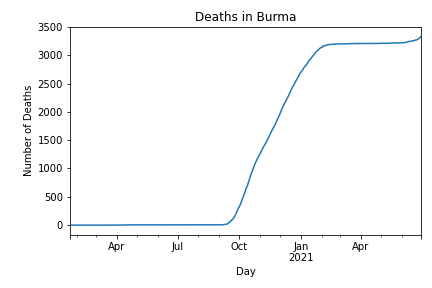 Deaths in Burma
Number of Deaths
3500
3000
2500
2000
1500
1000
500
0
Apr
Jul
Oct
Jan
2021
Apr
Day